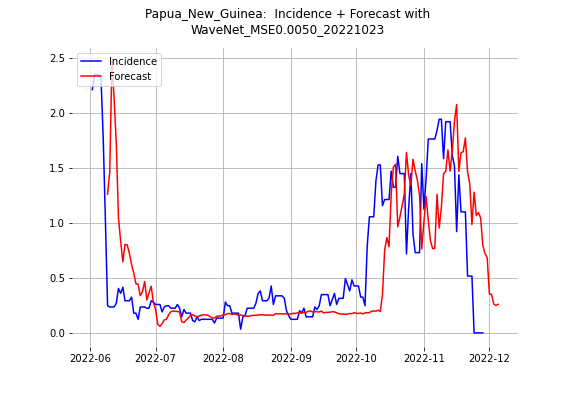 Papua_New_Guinea:  Incidence + Forecast with
WaveNet_MSE0.0050_20221023
Incidence
Forecast
2.5
2.0
1.5
1.0
0.5
0.0
2022-06 2022-07 2022-08 2022-09 2022-10 2022-11 2022-12